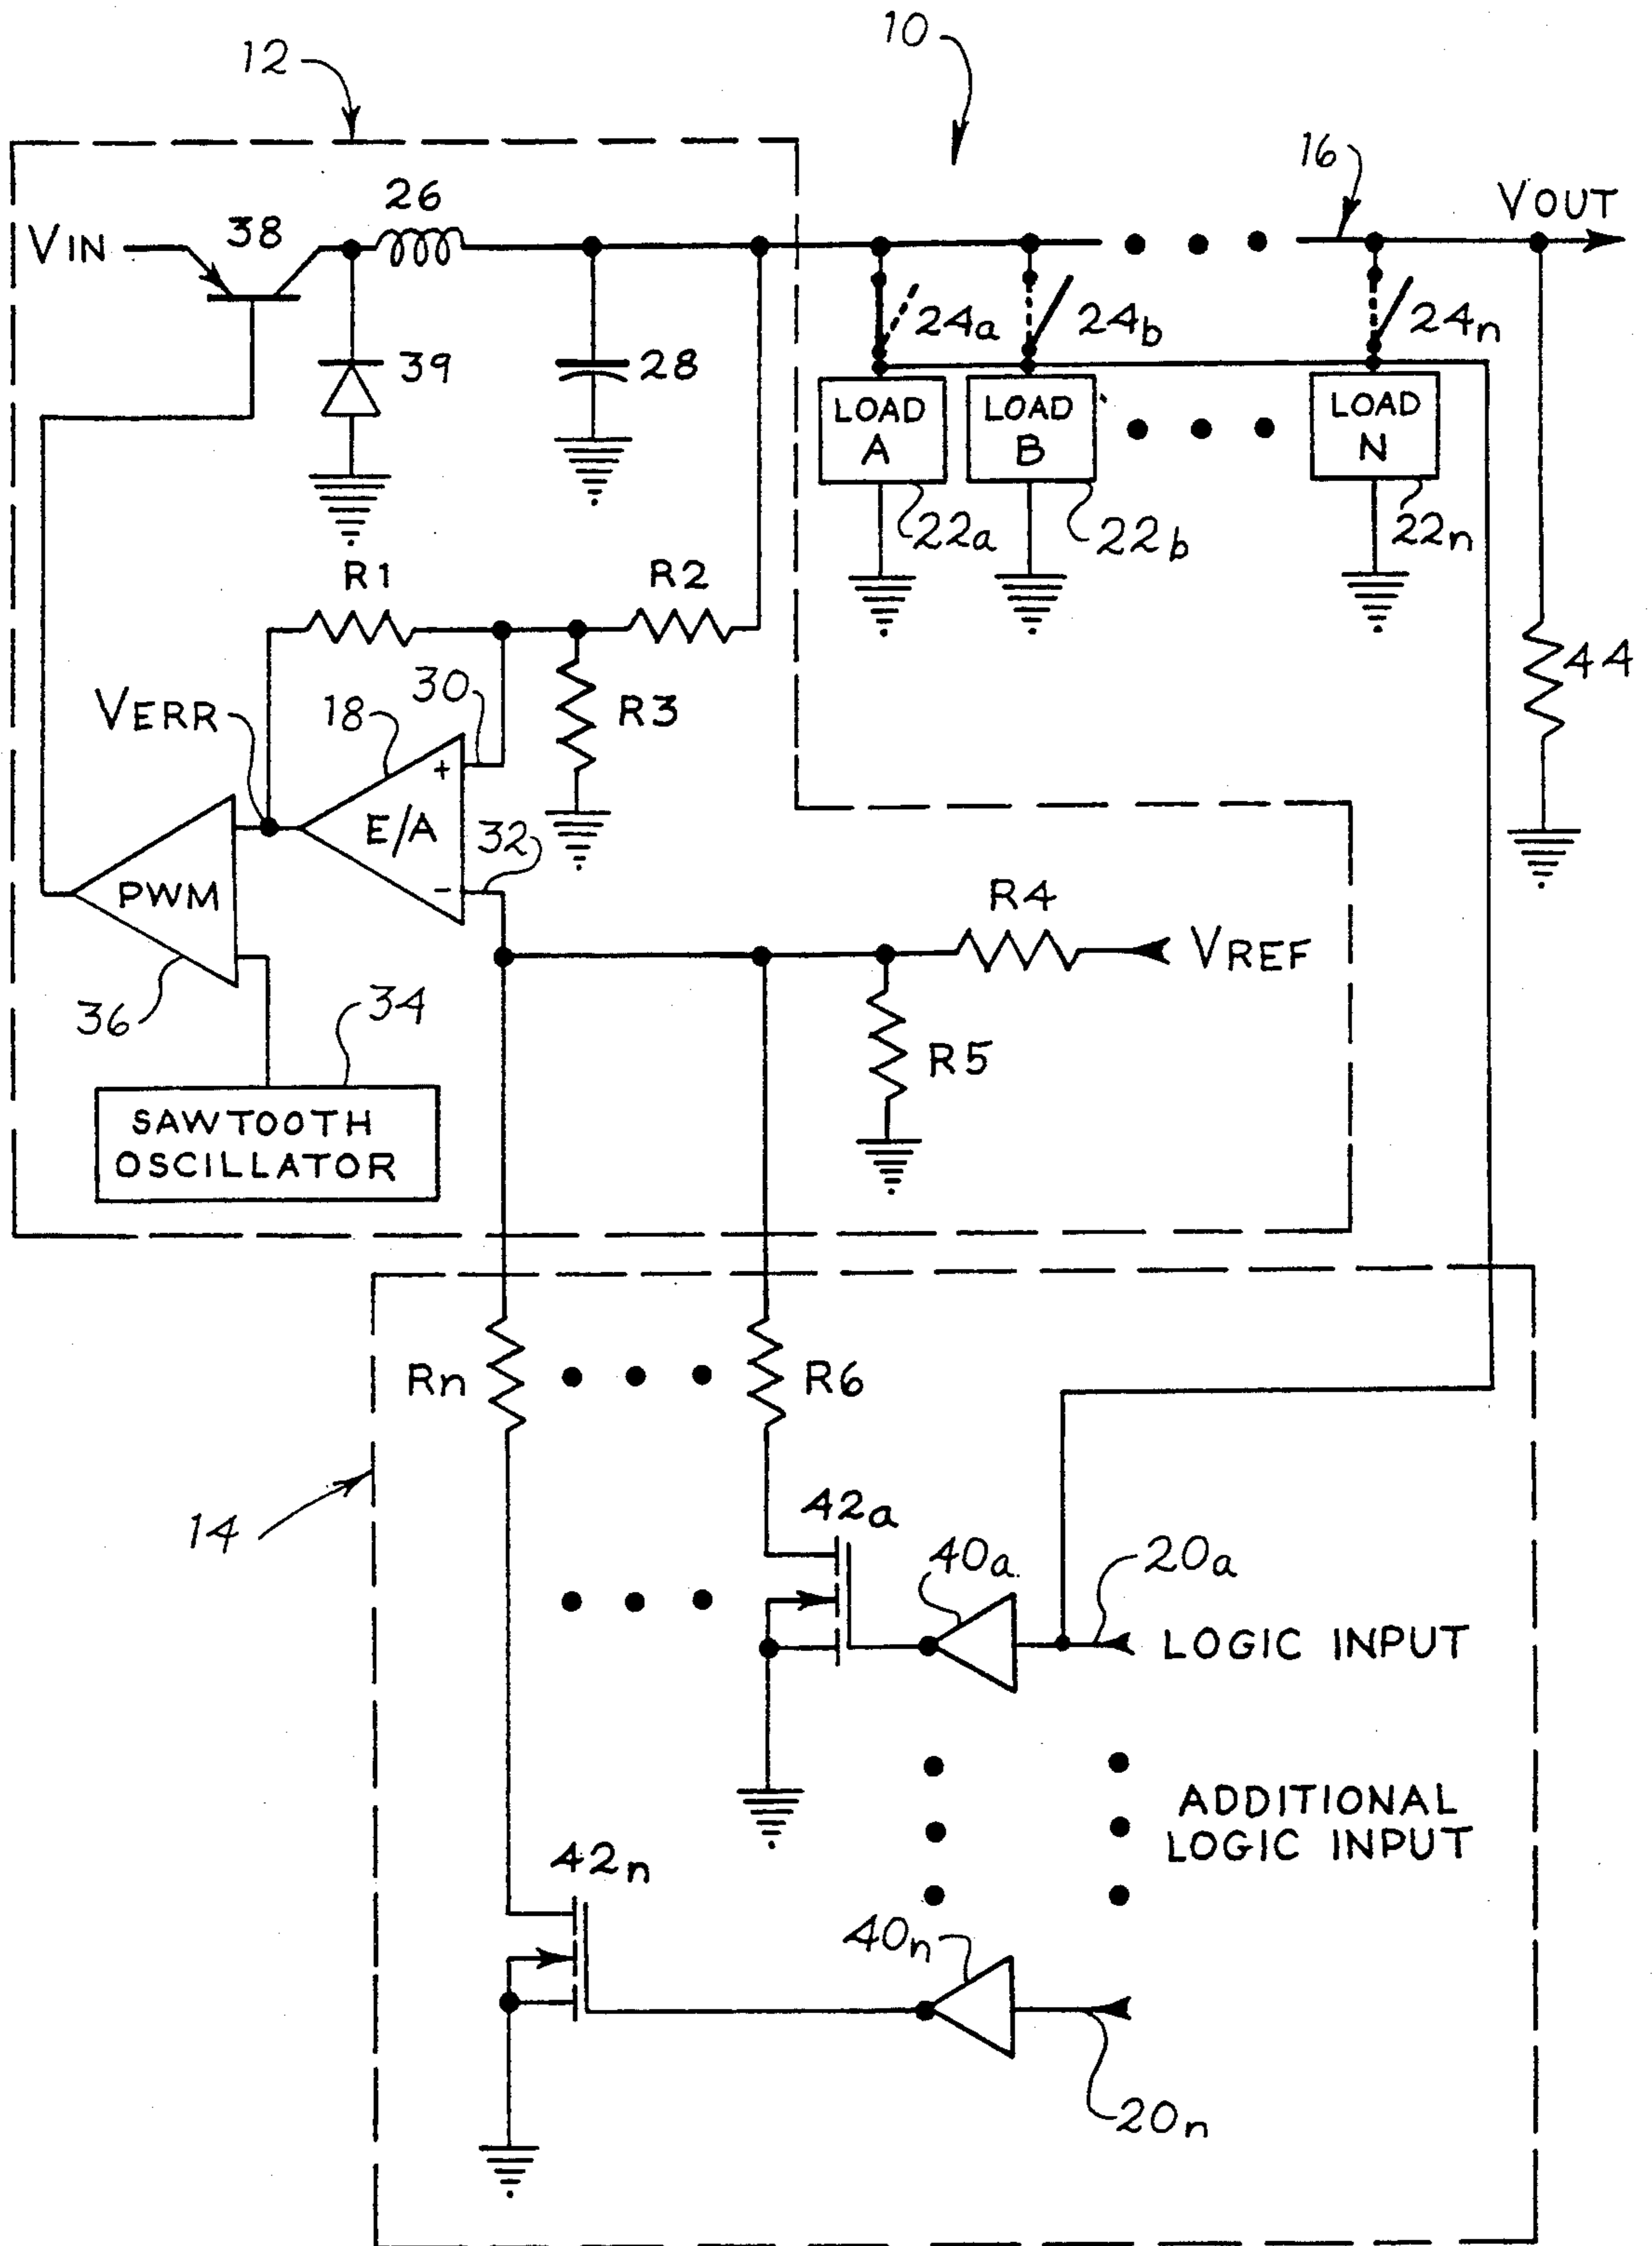 10
12
16
VOUT
VIN
38
26
39
28
24a
24b
24n
LOAD A
LOAD B
LOAD N
22a
22b
22n
R1
R2
R3
44
VERR
18
30
+
E/A
32
-
PWM
36
34
SAWTOOTH
OSCILLATOR
R4
VREF
R5
Rn
R6
14
42a
40a
20a
LOGIC INPUT
ADDITIONAL
LOGIC INPUT
42n
40n
20n